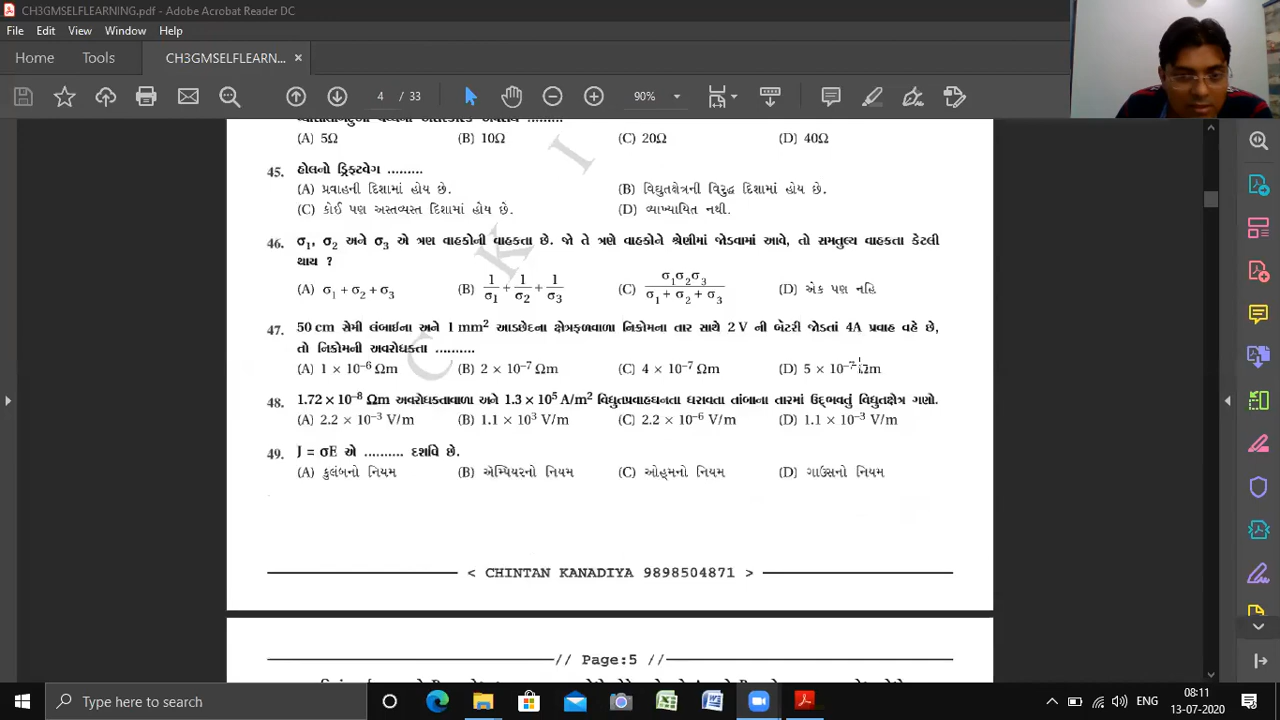 CH3GMSELFLEARNING.pdf - Adobe Acrobat Reader DC
File Edit View Window Help
Home Tools CH3GMSELFLEARN... ×
4 / 33 90%
(A) 5Ω (B) 10Ω (C) 20Ω (D) 40Ω
45. હોલનો ડ્રિફ્ટવેગ .........
(A) પ્રવાહની દિશામાં હોય છે. (B) વિદ્યુતક્ષેત્રની વિરુદ્ધ દિશામાં હોય છે.
(C) કોઈ પણ અસ્તવ્યસ્ત દિશામાં હોય છે. (D) વ્યાખ્યાયિત નથી.
46. σ₁, σ₂ અને σ₃ એ ત્રણ વાહકોની વાહકતા છે. જો તે ત્રણે વાહકોને શ્રેણીમાં જોડવામાં આવે, તો સમતુલ્ય વાહકતા કેટલી
થાય ?
(A) σ₁ + σ₂ + σ₃ (B) 1/σ₁ + 1/σ₂ + 1/σ₃ (C) σ₁σ₂σ₃ / σ₁ + σ₂ + σ₃ (D) એક પણ નહિ
47. 50 cm સેમી લંબાઈના અને 1 mm² આડછેદના ક્ષેત્રફળવાળા નિકોમના તાર સાથે 2 V ની બૅટરી જોડતાં 4A પ્રવાહ વહે છે,
તો નિકોમની અવરોધકતા ..........
(A) 1 × 10⁻⁶ Ωm (B) 2 × 10⁻⁷ Ωm (C) 4 × 10⁻⁷ Ωm (D) 5 × 10⁻⁷ Ωm
48. 1.72 × 10⁻⁸ Ωm અવરોધકતાવાળા અને 1.3 × 10⁵ A/m² વિદ્યુતપ્રવાહઘનતા ધરાવતા તાંબાના તારમાં ઉદ્ભવતું વિદ્યુતક્ષેત્ર ગણો.
(A) 2.2 × 10⁻³ V/m (B) 1.1 × 10³ V/m (C) 2.2 × 10⁻⁶ V/m (D) 1.1 × 10⁻³ V/m
49. J = σE એ .......... દર્શાવે છે.
(A) કુલંબનો નિયમ (B) એમ્પિયરનો નિયમ (C) ઓહ્મનો નિયમ (D) ગાઉસનો નિયમ
C K I
< CHINTAN KANADIYA 9898504871 >
// Page:5 //
Type here to search
ENG 08:11
13-07-2020